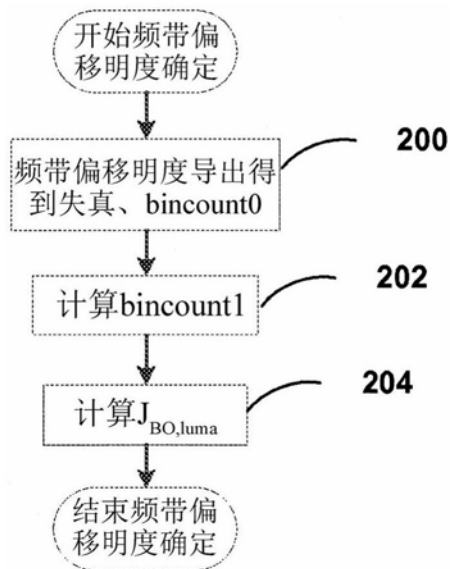 开始频带偏
移明度确定
频带偏移明度导出得
到失真、bincount0
200
计算bincount1
202
计算J_BO,luma
204
结束频带偏
移明度确定